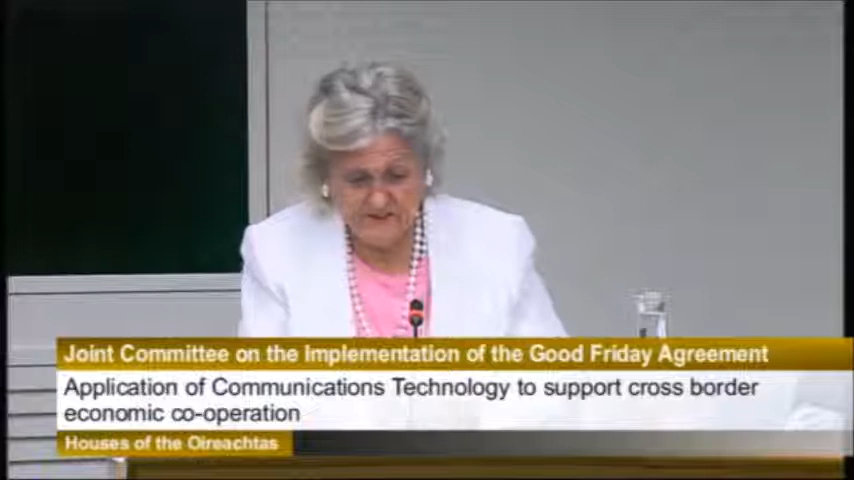 Joint Committee on the Implementation of the Good Friday Agreement
Application of Communications Technology to support cross border
economic co-operation
Houses of the Oireachtas